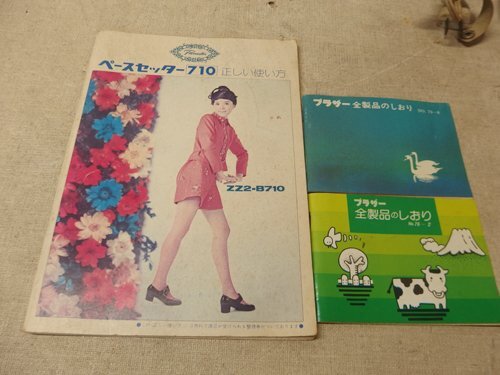 Pacesetter
ペースセッター710 正しい使い方
ZZ2-B710
ブラザー全製品のしおり
ブラザー
全製品のしおり